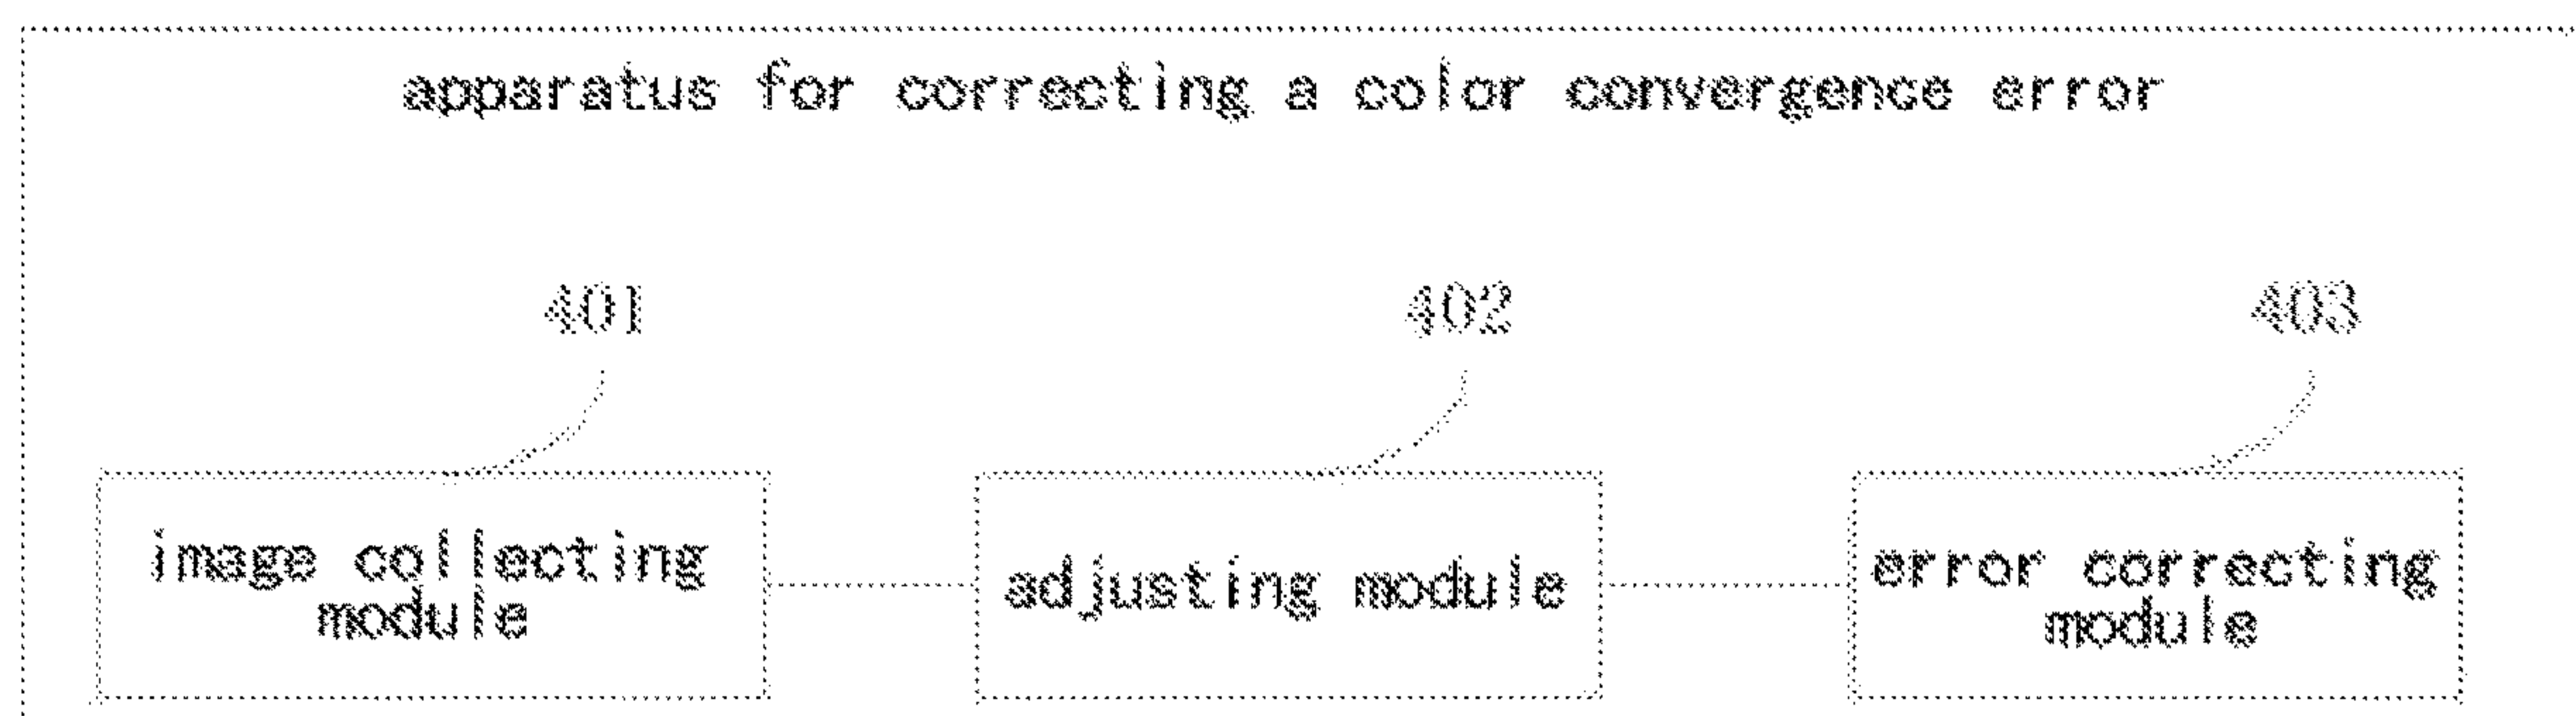 apparatus for correcting a color convergence error
401
402
403
image collecting
module
adjusting module
error correcting
module